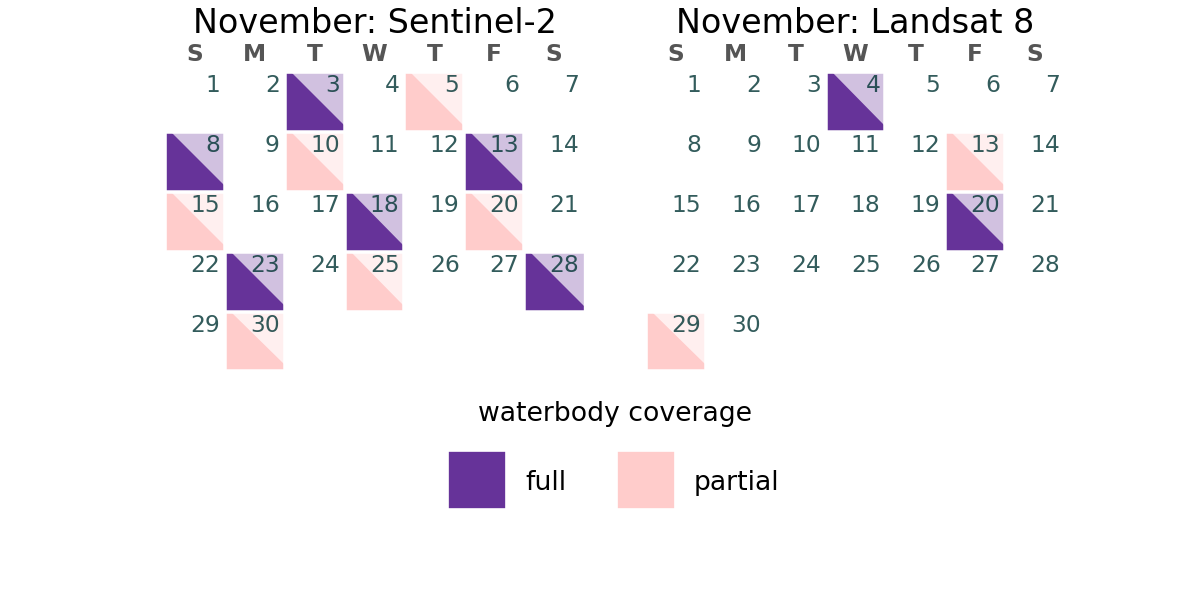 November: Sentinel-2
S M T W T F S
1 2 3 4 5 6 7
8 9 10 11 12 13 14
15 16 17 18 19 20 21
22 23 24 25 26 27 28
29 30
November: Landsat 8
S M T W T F S
1 2 3 4 5 6 7
8 9 10 11 12 13 14
15 16 17 18 19 20 21
22 23 24 25 26 27 28
29 30
waterbody coverage
full partial